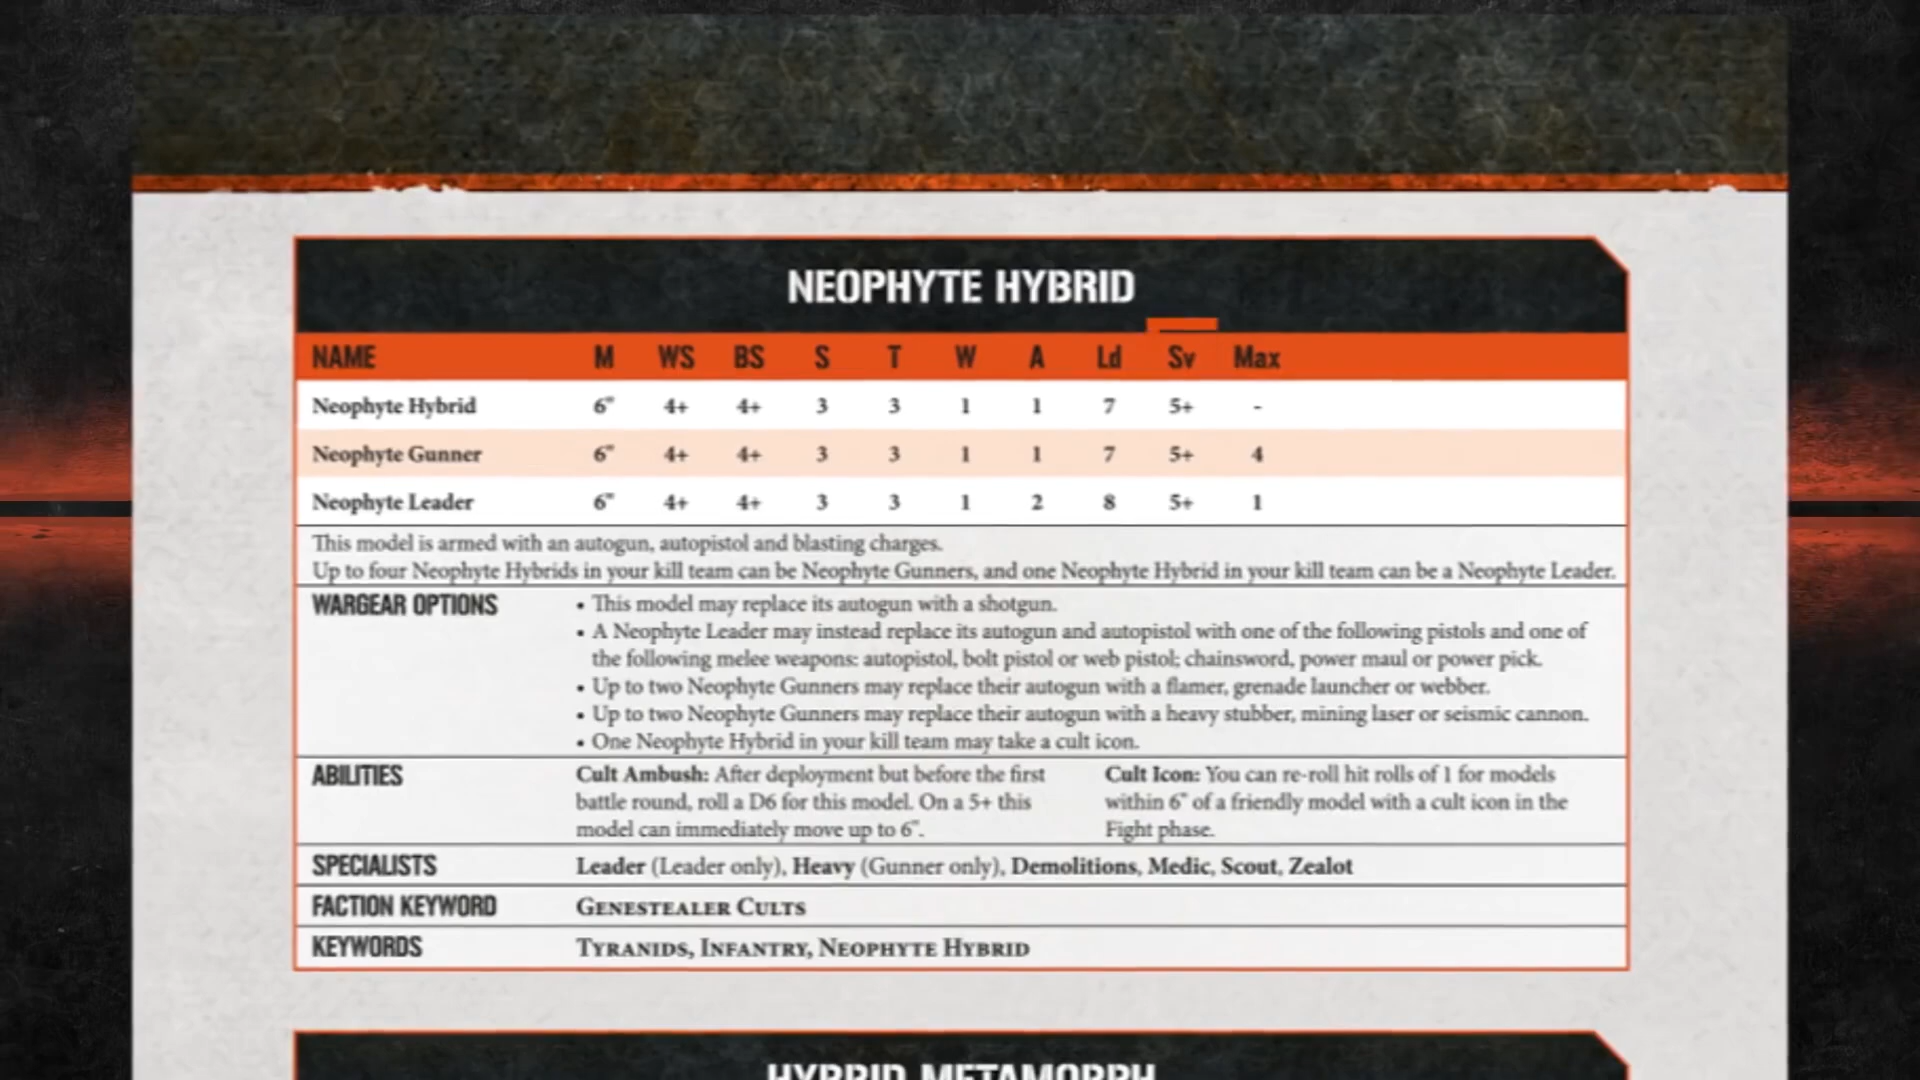 NEOPHYTE HYBRID
NAME M WS BS S T W A Ld Sv Max
Neophyte Hybrid 6" 4+ 4+ 3 3 1 1 7 5+ -
Neophyte Gunner 6" 4+ 4+ 3 3 1 1 7 5+ 4
Neophyte Leader 6" 4+ 4+ 3 3 1 2 8 5+ 1
This model is armed with an autogun, autopistol and blasting charges.
Up to four Neophyte Hybrids in your kill team can be Neophyte Gunners, and one Neophyte Hybrid in your kill team can be a Neophyte Leader.
WARGEAR OPTIONS • This model may replace its autogun with a shotgun.
• A Neophyte Leader may instead replace its autogun and autopistol with one of the following pistols and one of
the following melee weapons: autopistol, bolt pistol or web pistol; chainsword, power maul or power pick.
• Up to two Neophyte Gunners may replace their autogun with a flamer, grenade launcher or webber.
• Up to two Neophyte Gunners may replace their autogun with a heavy stubber, mining laser or seismic cannon.
• One Neophyte Hybrid in your kill team may take a cult icon.
ABILITIES
Cult Ambush: After deployment but before the first
battle round, roll a D6 for this model. On a 5+ this
model can immediately move up to 6".
Cult Icon: You can re-roll hit rolls of 1 for models
within 6" of a friendly model with a cult icon in the
Fight phase.
SPECIALISTS Leader (Leader only), Heavy (Gunner only), Demolitions, Medic, Scout, Zealot
FACTION KEYWORD GENESTEALER CULTS
KEYWORDS TYRANIDS, INFANTRY, NEOPHYTE HYBRID
HYBRID METAMORPH